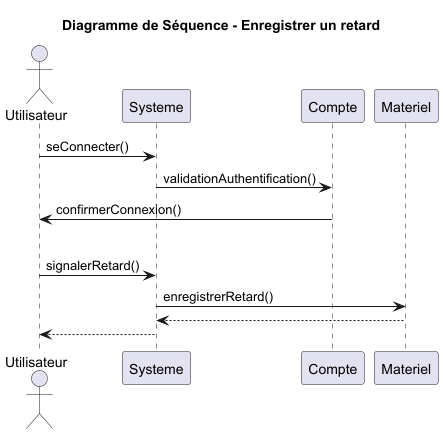 Diagramme de Séquence - Enregistrer un retard
Utilisateur
Systeme
Compte
Materiel
seConnecter()
validationAuthentification()
confirmerConnexion()
signalerRetard()
enregistrerRetard()
Utilisateur
Systeme
Compte
Materiel